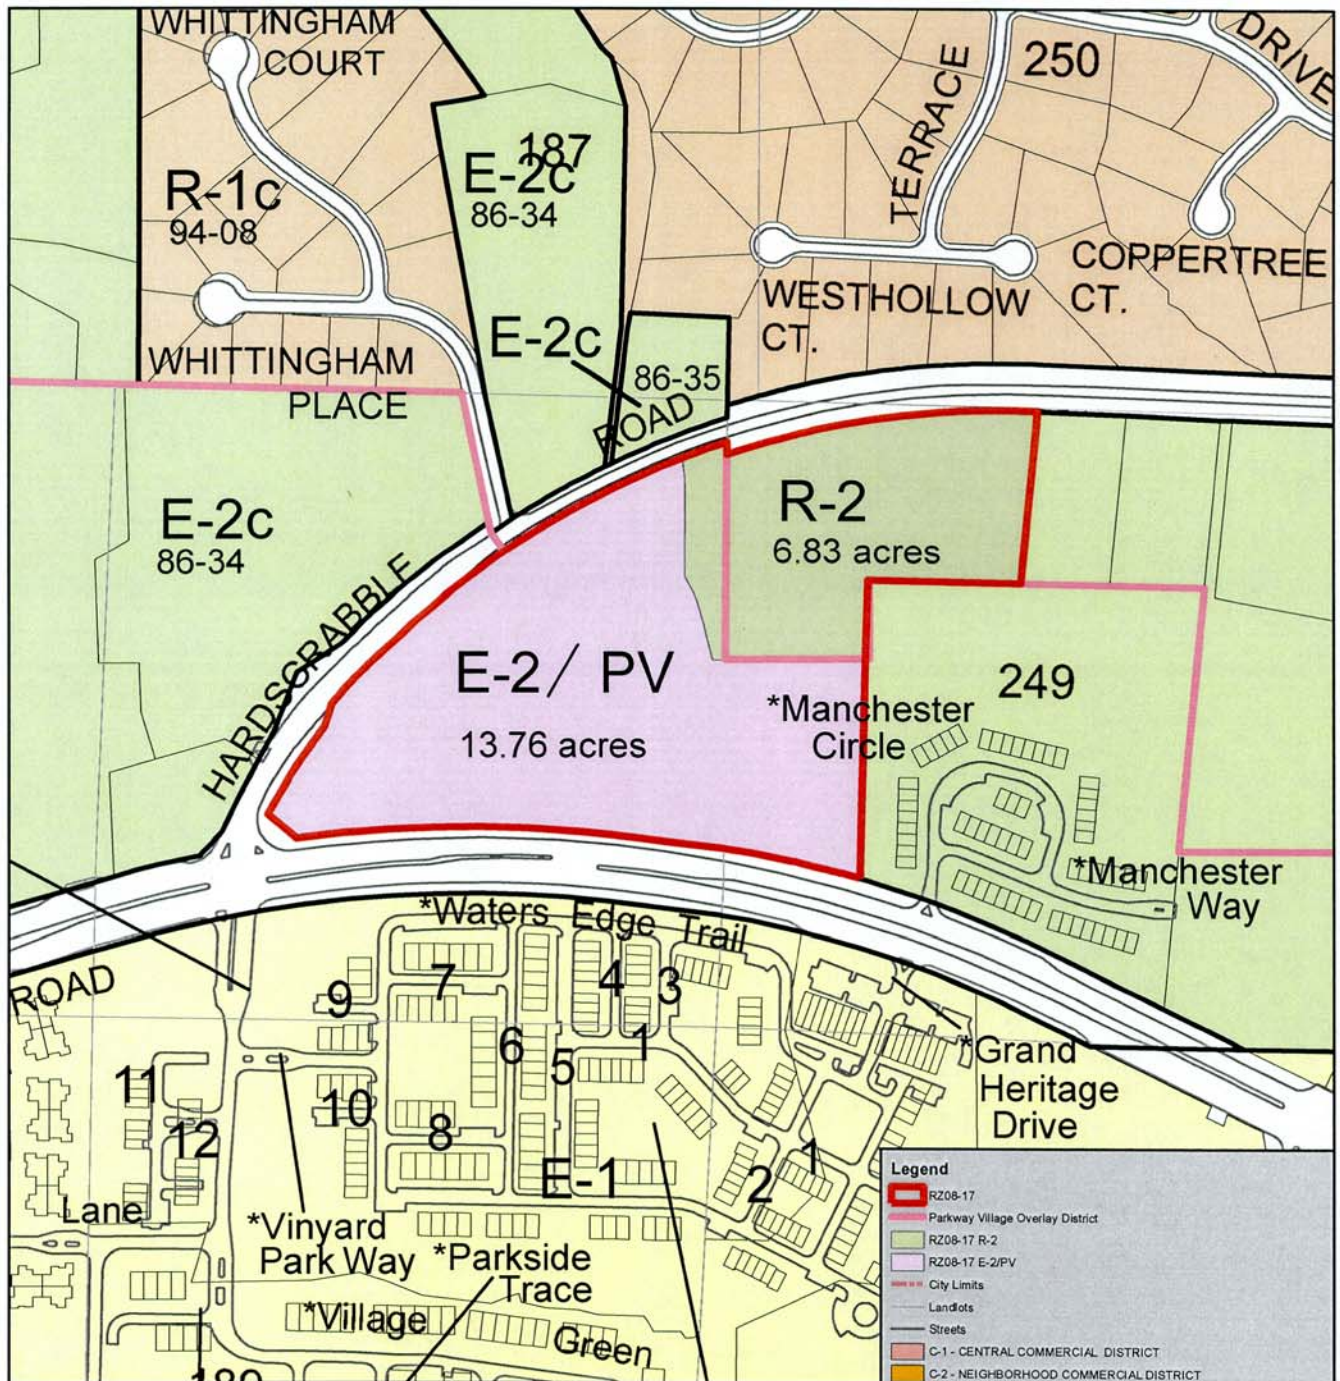 WHITTINGHAM
COURT
DRIVE
250
TERRACE
187
E-2c
86-34
R-1c
94-08
COPPERTREE
CT.
WESTHOLLOW
CT.
E-2c
86-35
WHITTINGHAM
PLACE
ROAD
E-2c
86-34
R-2
6.83 acres
HARDSCRABBLE
E-2/ PV
13.76 acres
249
*Manchester
Circle
*Manchester
Way
*Waters Edge Trail
ROAD
9
7
4
3
6
5
1
11
12
10
8
E-1
2
1
*Grand
Heritage
Drive
Lane
*Vinyard
Park Way
*Parkside
Trace
*Village Green
189
Legend
RZ08-17
Parkway Village Overlay District
RZ08-17 R-2
RZ08-17 E-2/PV
City Limits
Landlots
Streets
C-1 - CENTRAL COMMERCIAL DISTRICT
C-2 - NEIGHBORHOOD COMMERCIAL DISTRICT